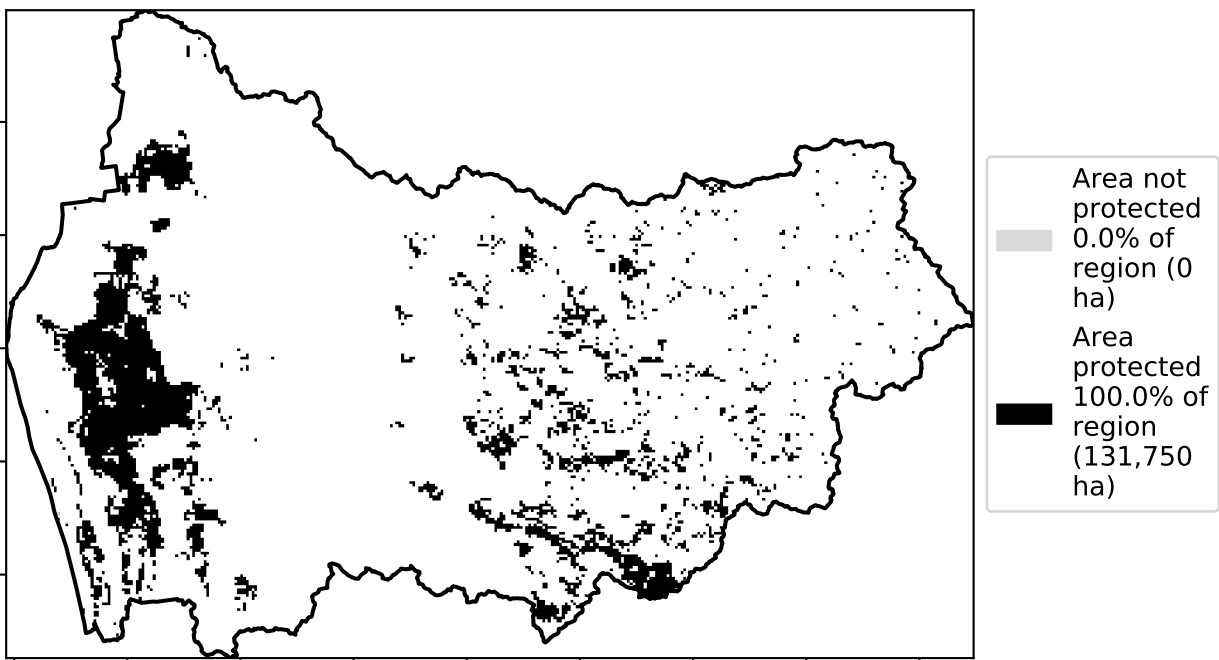 Area not
protected
0.0% of
region (0
ha)
Area
protected
100.0% of
region
(131,750
ha)